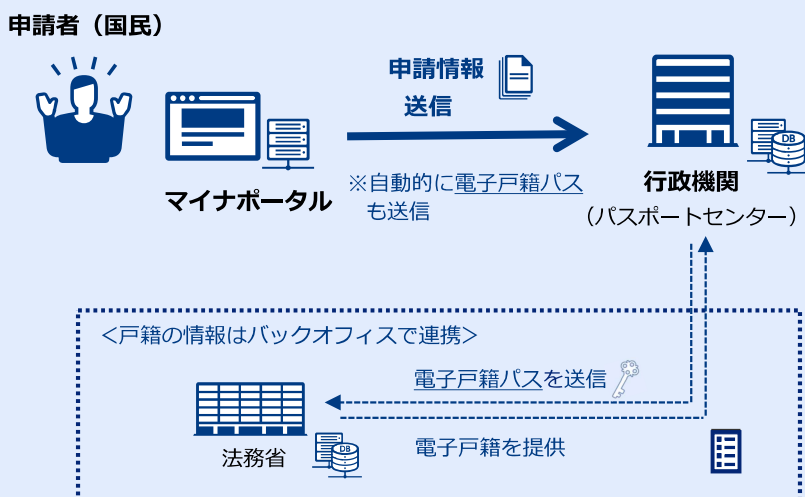 申請者（国民）
申請情報
送信
※自動的に電子戸籍パス
も送信
マイナポータル
DB
行政機関
（パスポートセンター）
＜戸籍の情報はバックオフィスで連携＞
電子戸籍パスを送信
電子戸籍を提供
法務省
DB